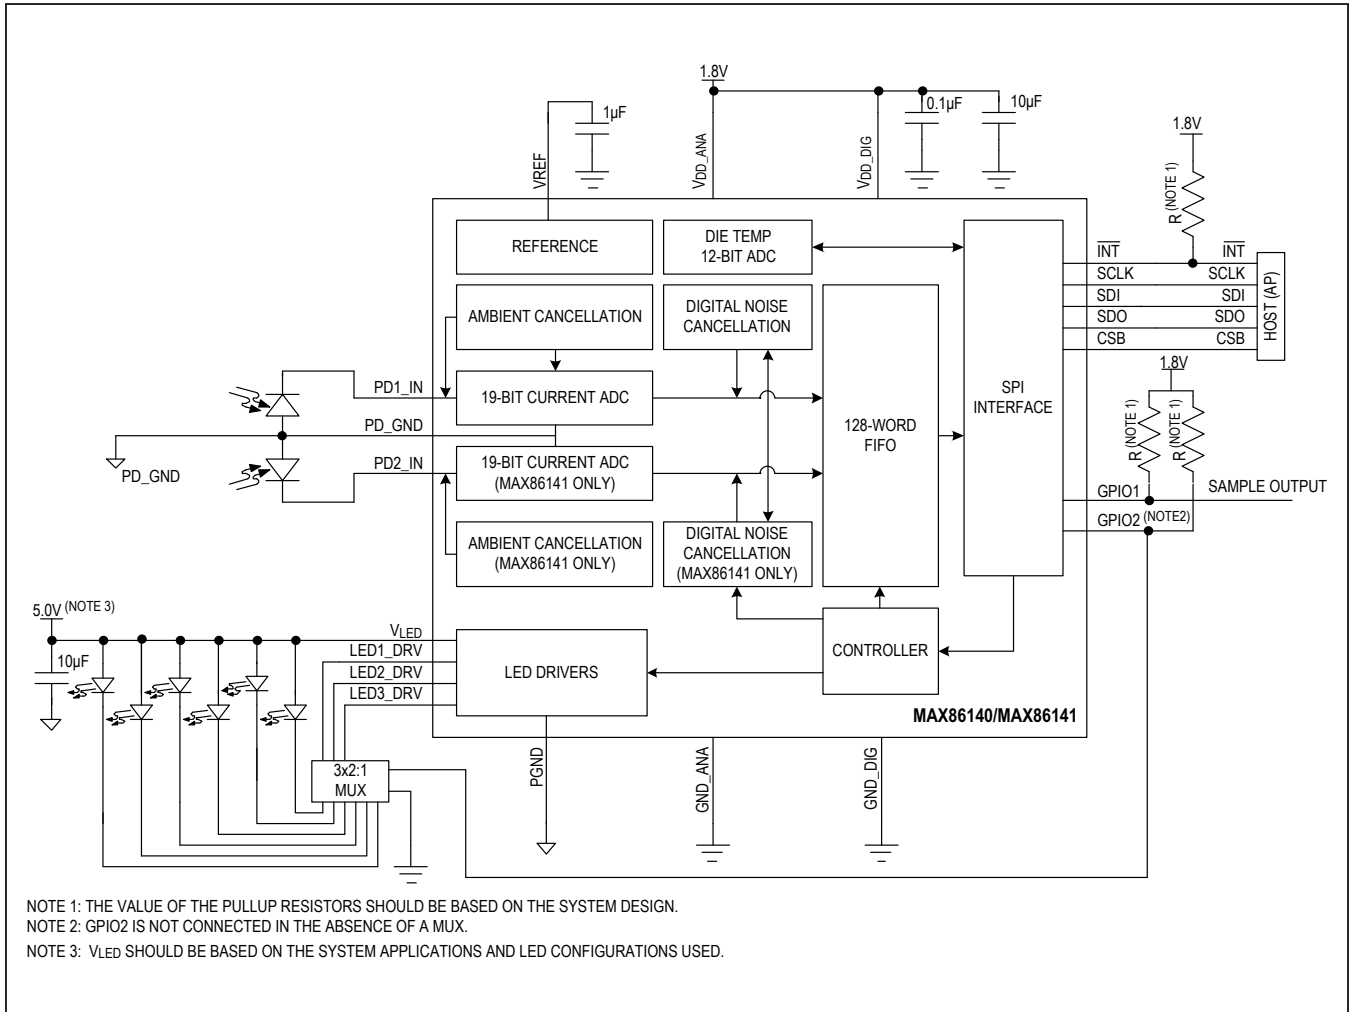 1.8V
1µF
0.1µF
10µF
1.8V
VREF
VDD_ANA
VDD_DIG
R (NOTE 1)
REFERENCE
DIE TEMP
12-BIT ADC
INT
INT
SCLK
SCLK
SDI
SDI
SDO
SDO
CSB
CSB
HOST (AP)
AMBIENT CANCELLATION
DIGITAL NOISE
CANCELLATION
1.8V
PD1_IN
19-BIT CURRENT ADC
SPI
INTERFACE
128-WORD
FIFO
R (NOTE 1)
R (NOTE 1)
PD_GND
PD_GND
PD2_IN
19-BIT CURRENT ADC
(MAX86141 ONLY)
GPIO1
SAMPLE OUTPUT
GPIO2 (NOTE2)
AMBIENT CANCELLATION
(MAX86141 ONLY)
DIGITAL NOISE
CANCELLATION
(MAX86141 ONLY)
5.0V (NOTE 3)
10µF
VLED
LED1_DRV
LED2_DRV
LED3_DRV
LED DRIVERS
CONTROLLER
MAX86140/MAX86141
3x2:1
MUX
PGND
GND_ANA
GND_DIG
NOTE 1: THE VALUE OF THE PULLUP RESISTORS SHOULD BE BASED ON THE SYSTEM DESIGN.
NOTE 2: GPIO2 IS NOT CONNECTED IN THE ABSENCE OF A MUX.
NOTE 3: VLED SHOULD BE BASED ON THE SYSTEM APPLICATIONS AND LED CONFIGURATIONS USED.